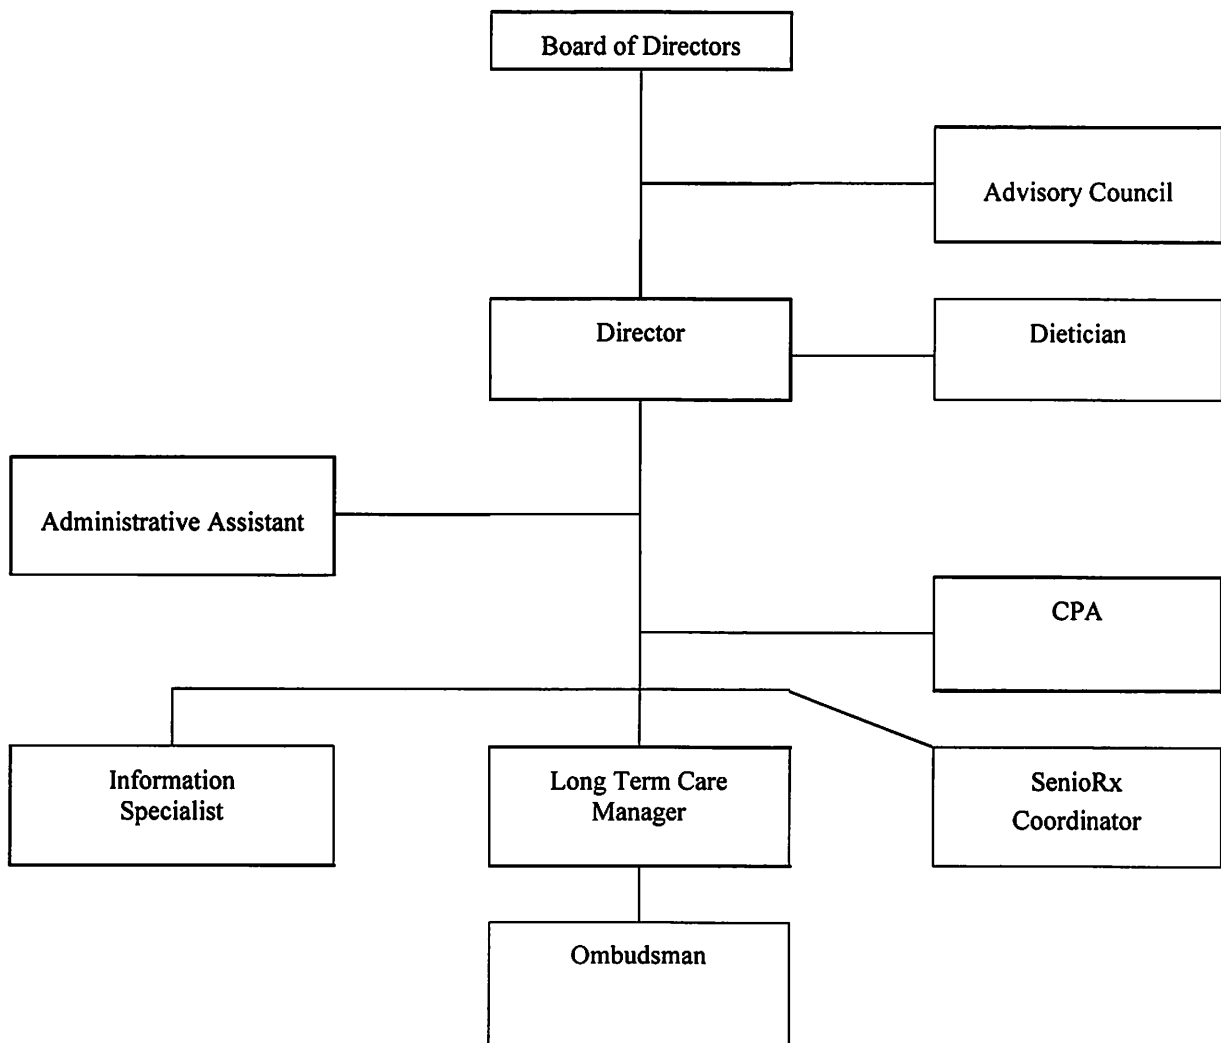 Board of Directors
Advisory Council
Director
Dietician
Administrative Assistant
CPA
Information
Specialist
Long Term Care
Manager
SenioRx
Coordinator
Ombudsman